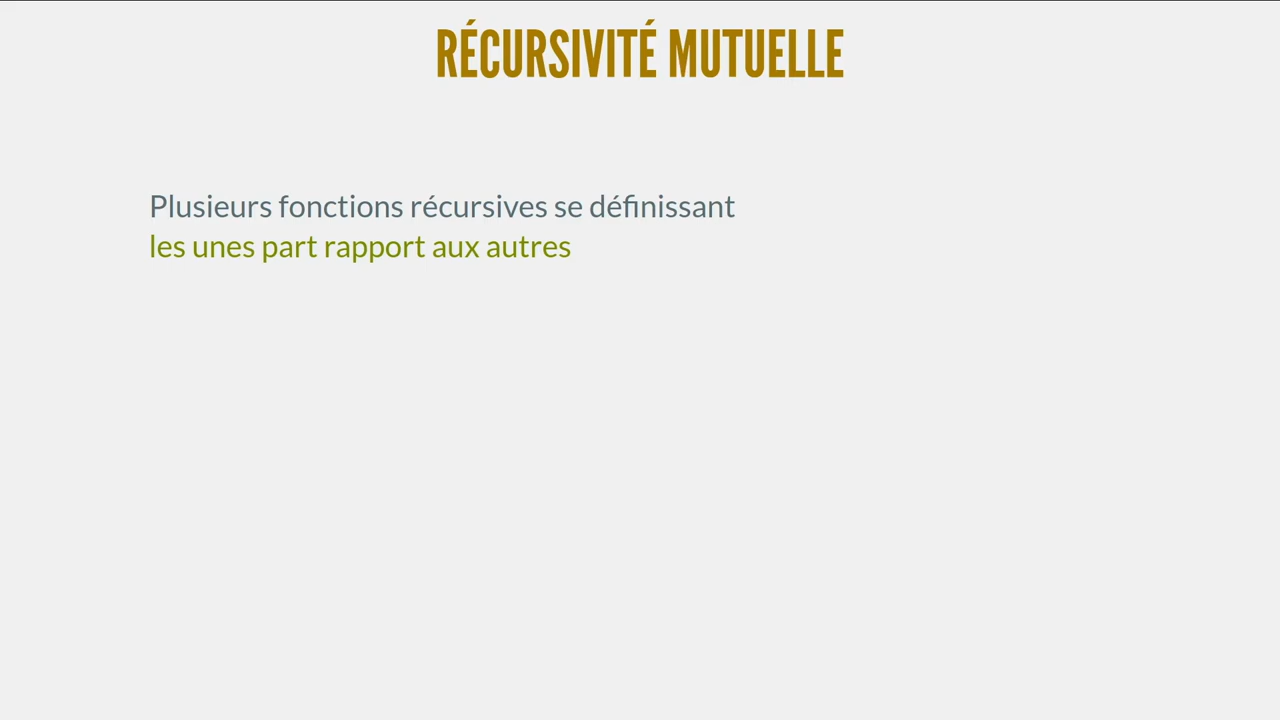 RÉCURSIVITÉ MUTUELLE
Plusieurs fonctions récursives se définissant
les unes part rapport aux autres